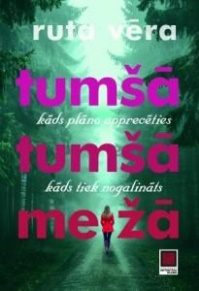 ruta vēra
tumšā
kāds plāno apprecēties
tumšā
kāds tiek nogalināts
mežā